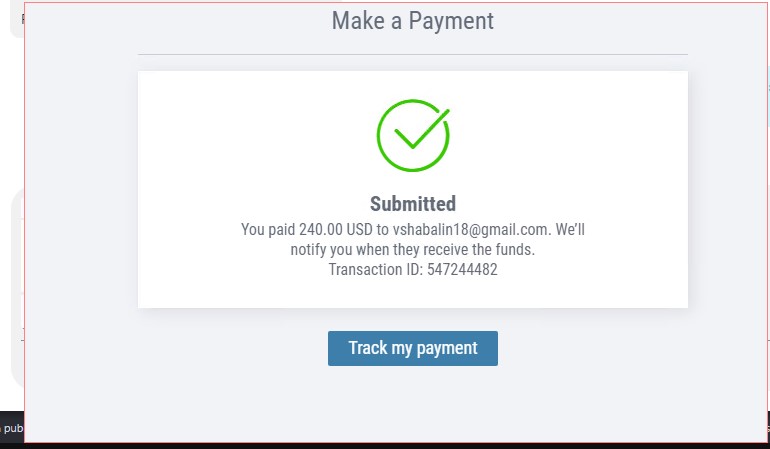 Make a Payment
Submitted
You paid 240.00 USD to vshabalin18@gmail.com. We'll
notify you when they receive the funds.
Transaction ID: 547244482
Track my payment
pub